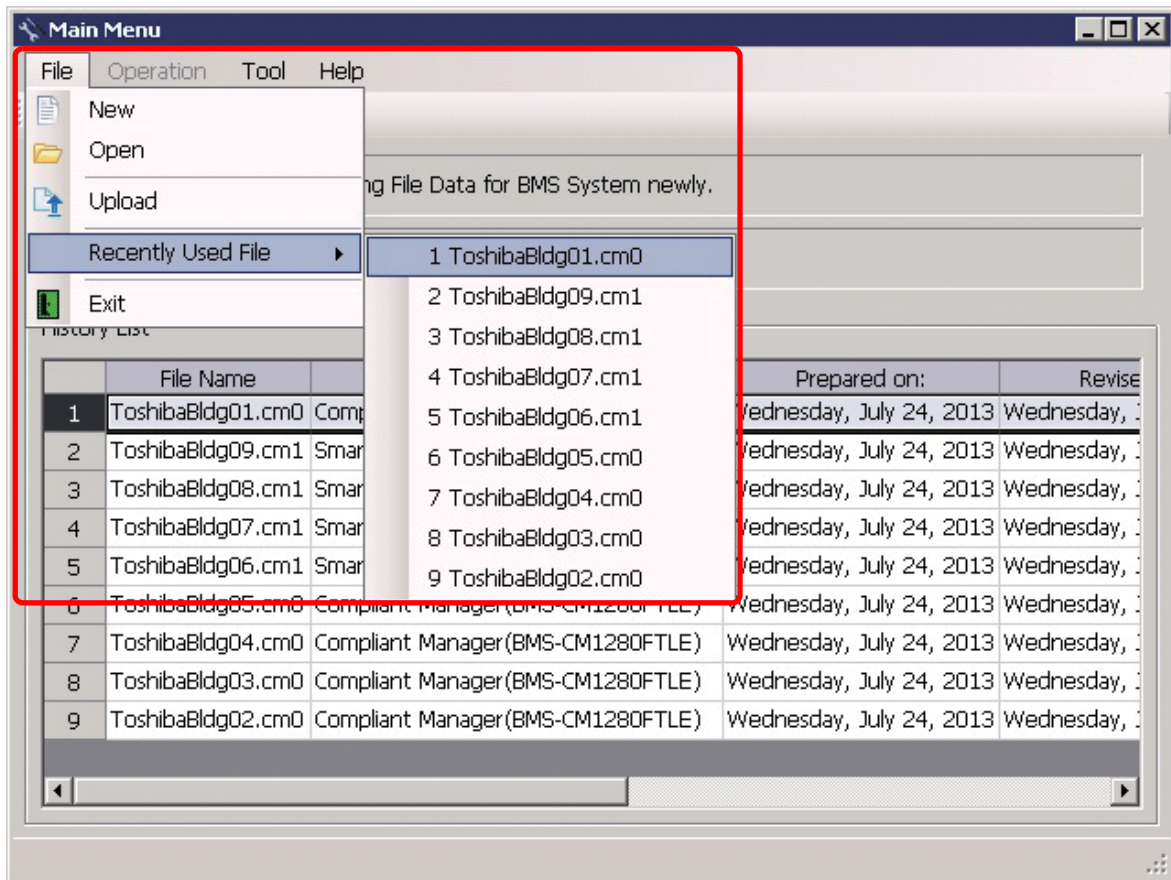 Main Menu
File Operation Tool Help
New
Open
Upload
ng File Data for BMS System newly.
Recently Used File
1 ToshibaBldg01.cm0
2 ToshibaBldg09.cm1
3 ToshibaBldg08.cm1
4 ToshibaBldg07.cm1
5 ToshibaBldg06.cm1
6 ToshibaBldg05.cm0
7 ToshibaBldg04.cm0
8 ToshibaBldg03.cm0
9 ToshibaBldg02.cm0
Exit
History List
File Name Prepared on: Revise
1 ToshibaBldg01.cm0 Comp Wednesday, July 24, 2013 Wednesday,
2 ToshibaBldg09.cm1 Smar Wednesday, July 24, 2013 Wednesday,
3 ToshibaBldg08.cm1 Smar Wednesday, July 24, 2013 Wednesday,
4 ToshibaBldg07.cm1 Smar Wednesday, July 24, 2013 Wednesday,
5 ToshibaBldg06.cm1 Smar Wednesday, July 24, 2013 Wednesday,
6 ToshibaBldg05.cm0 Compliant Manager(BMS-CM1280FTLE) Wednesday, July 24, 2013 Wednesday,
7 ToshibaBldg04.cm0 Compliant Manager(BMS-CM1280FTLE) Wednesday, July 24, 2013 Wednesday,
8 ToshibaBldg03.cm0 Compliant Manager(BMS-CM1280FTLE) Wednesday, July 24, 2013 Wednesday,
9 ToshibaBldg02.cm0 Compliant Manager(BMS-CM1280FTLE) Wednesday, July 24, 2013 Wednesday,